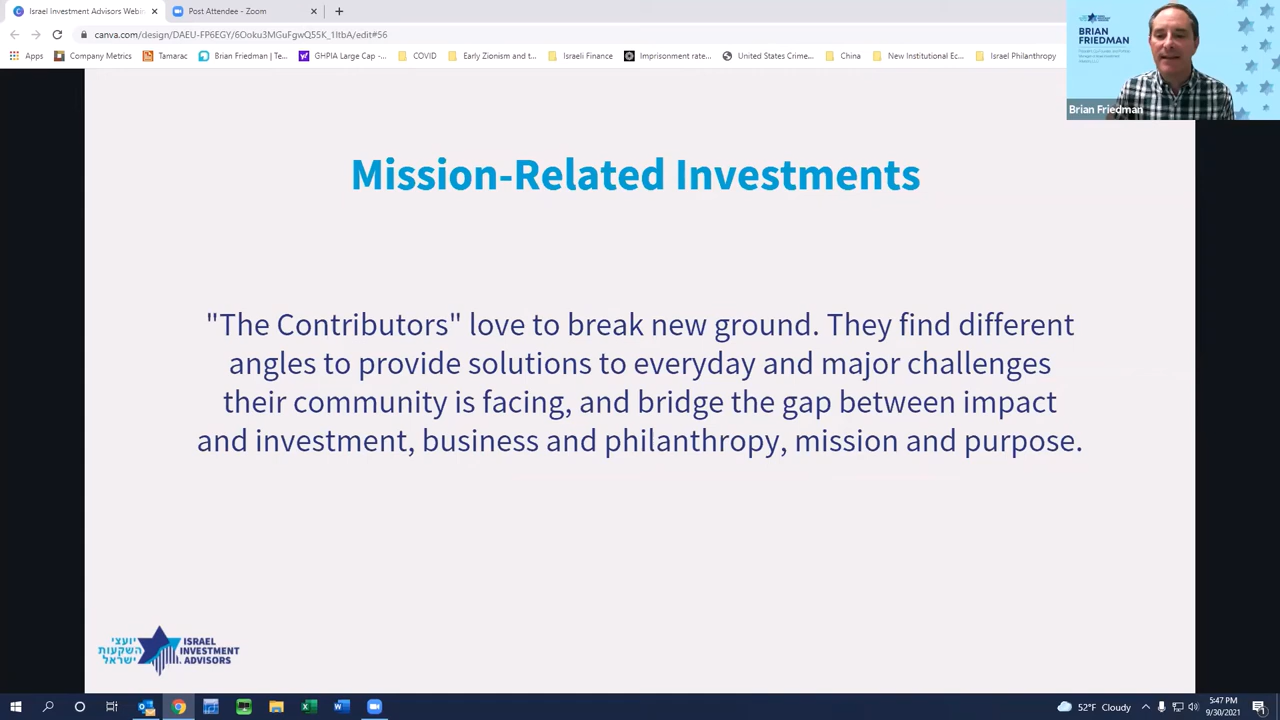 Israel Investment Advisors Webin
Post Attendee - Zoom
canva.com/design/DAEU-FP6EGY/6Ooku3MGuFgwQ55K_1ItbA/edit#56
Apps
Company Metrics
Tamarac
Brian Friedman | Te...
GHPIA Large Cap
COVID
Early Zionism and t...
Israeli Finance
Imprisonment rate...
United States Crime...
China
New Institutional Ec...
Israel Philanthropy
BRIAN
FRIEDMAN
Brian Friedman
Mission-Related Investments
"The Contributors" love to break new ground. They find different
angles to provide solutions to everyday and major challenges
their community is facing, and bridge the gap between impact
and investment, business and philanthropy, mission and purpose.
יועצי
השקעות
ישראל
ISRAEL
INVESTMENT
ADVISORS
52°F Cloudy
5:47 PM
9/30/2021